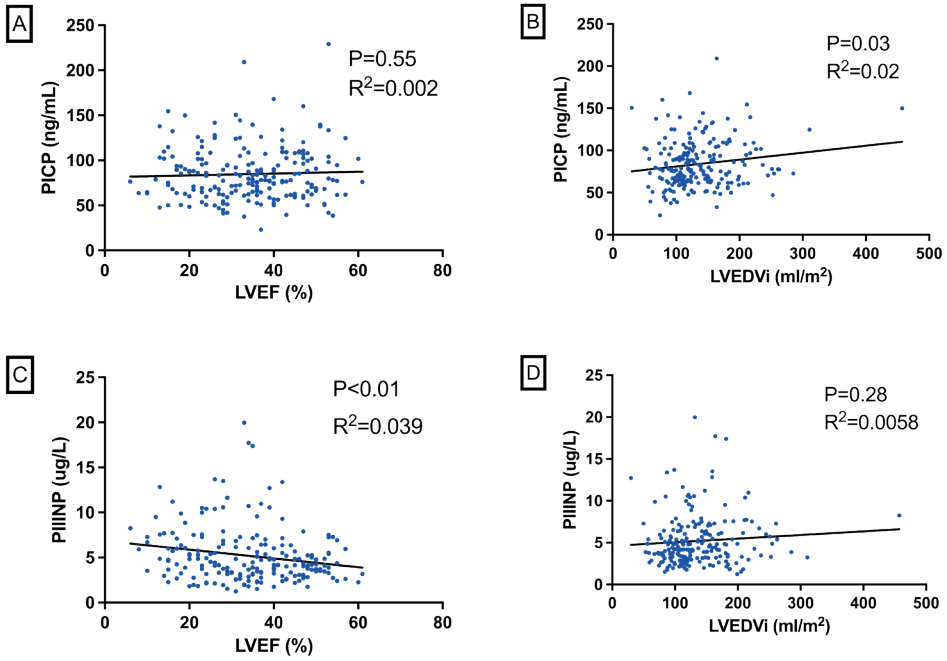 A
P=0.55
R²=0.002
PICP (ng/mL)
250
200
150
100
50
0
0 20 40 60 80
LVEF (%)
B
P=0.03
R²=0.02
PICP (ng/mL)
250
200
150
100
50
0
0 100 200 300 400 500
LVEDVi (ml/m²)
C
P<0.01
R²=0.039
PIIINP (ug/L)
25
20
15
10
5
0
0 20 40 60 80
LVEF (%)
D
P=0.28
R²=0.0058
PIIINP (ug/L)
25
20
15
10
5
0
0 100 200 300 400 500
LVEDVi (ml/m²)